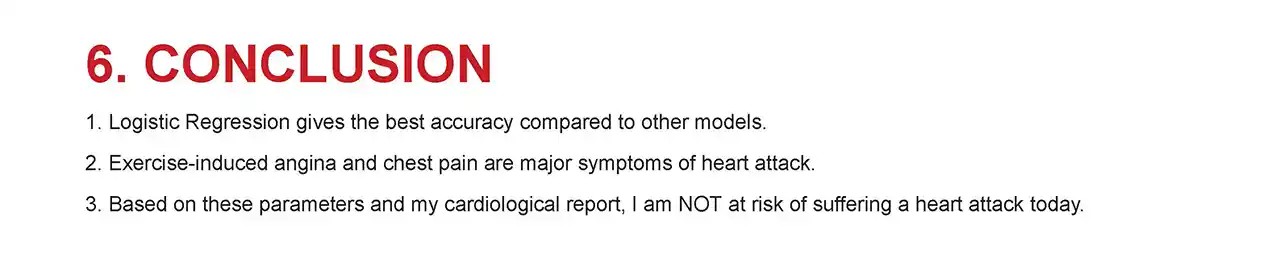 6. CONCLUSION
1. Logistic Regression gives the best accuracy compared to other models.
2. Exercise-induced angina and chest pain are major symptoms of heart attack.
3. Based on these parameters and my cardiological report, I am NOT at risk of suffering a heart attack today.